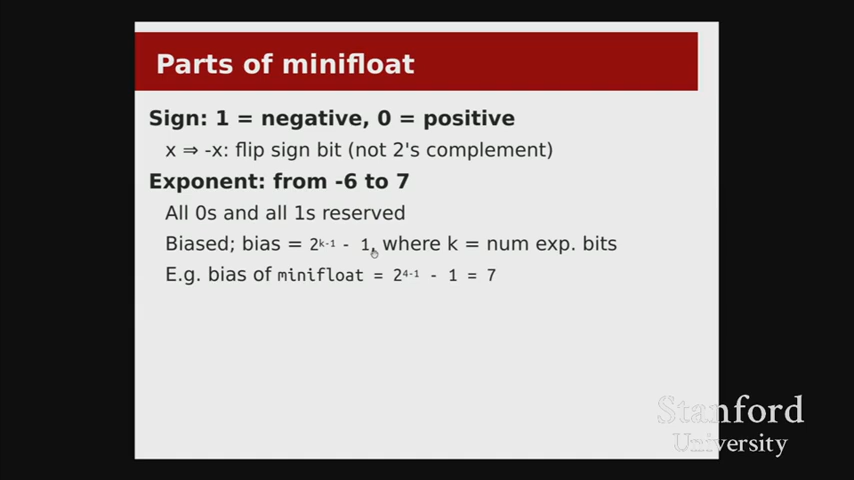 Parts of minifloat
Sign: 1 = negative, 0 = positive
x ⇒ -x: flip sign bit (not 2's complement)
Exponent: from -6 to 7
All 0s and all 1s reserved
Biased; bias = 2ᵏ⁻¹ - 1, where k = num exp. bits
E.g. bias of minifloat = 2⁴⁻¹ - 1 = 7
Stanford
University